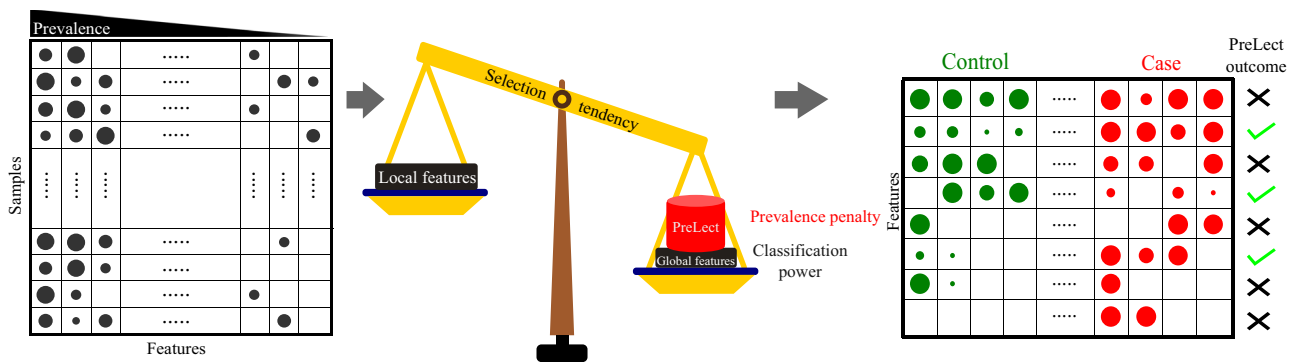 Prevalence
Samples
Features
Selection tendency
Local features
PreLect
Global features
Prevalence penalty
Classification
power
Control
Case
PreLect
outcome
Features